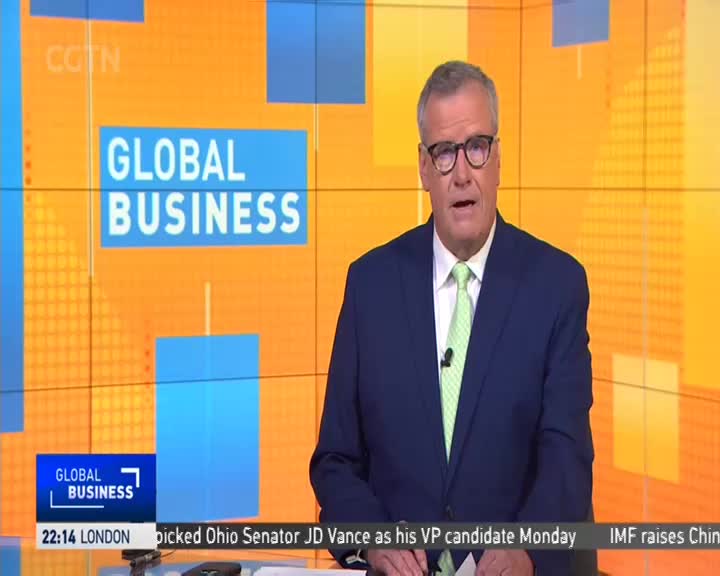 CGTN
GLOBAL
BUSINESS
GLOBAL
BUSINESS
22:14 LONDON
picked Ohio Senator JD Vance as his VP candidate Monday IMF raises Chin